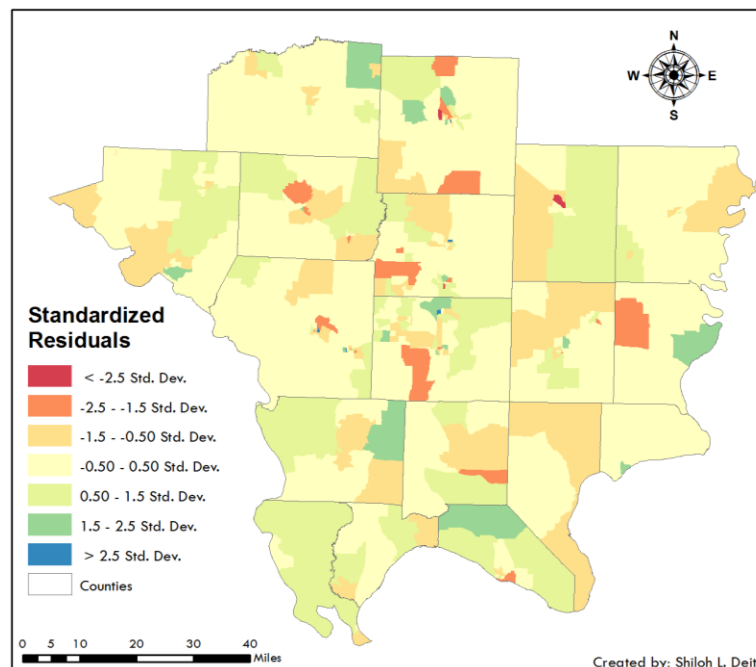 N
W E
S
Standardized
Residuals
< -2.5 Std. Dev.
-2.5 - -1.5 Std. Dev.
-1.5 - -0.50 Std. Dev.
-0.50 - 0.50 Std. Dev.
0.50 - 1.5 Std. Dev.
1.5 - 2.5 Std. Dev.
> 2.5 Std. Dev.
Counties
0 5 10 20 30 40
Miles
Created by: Shiloh L. Deit